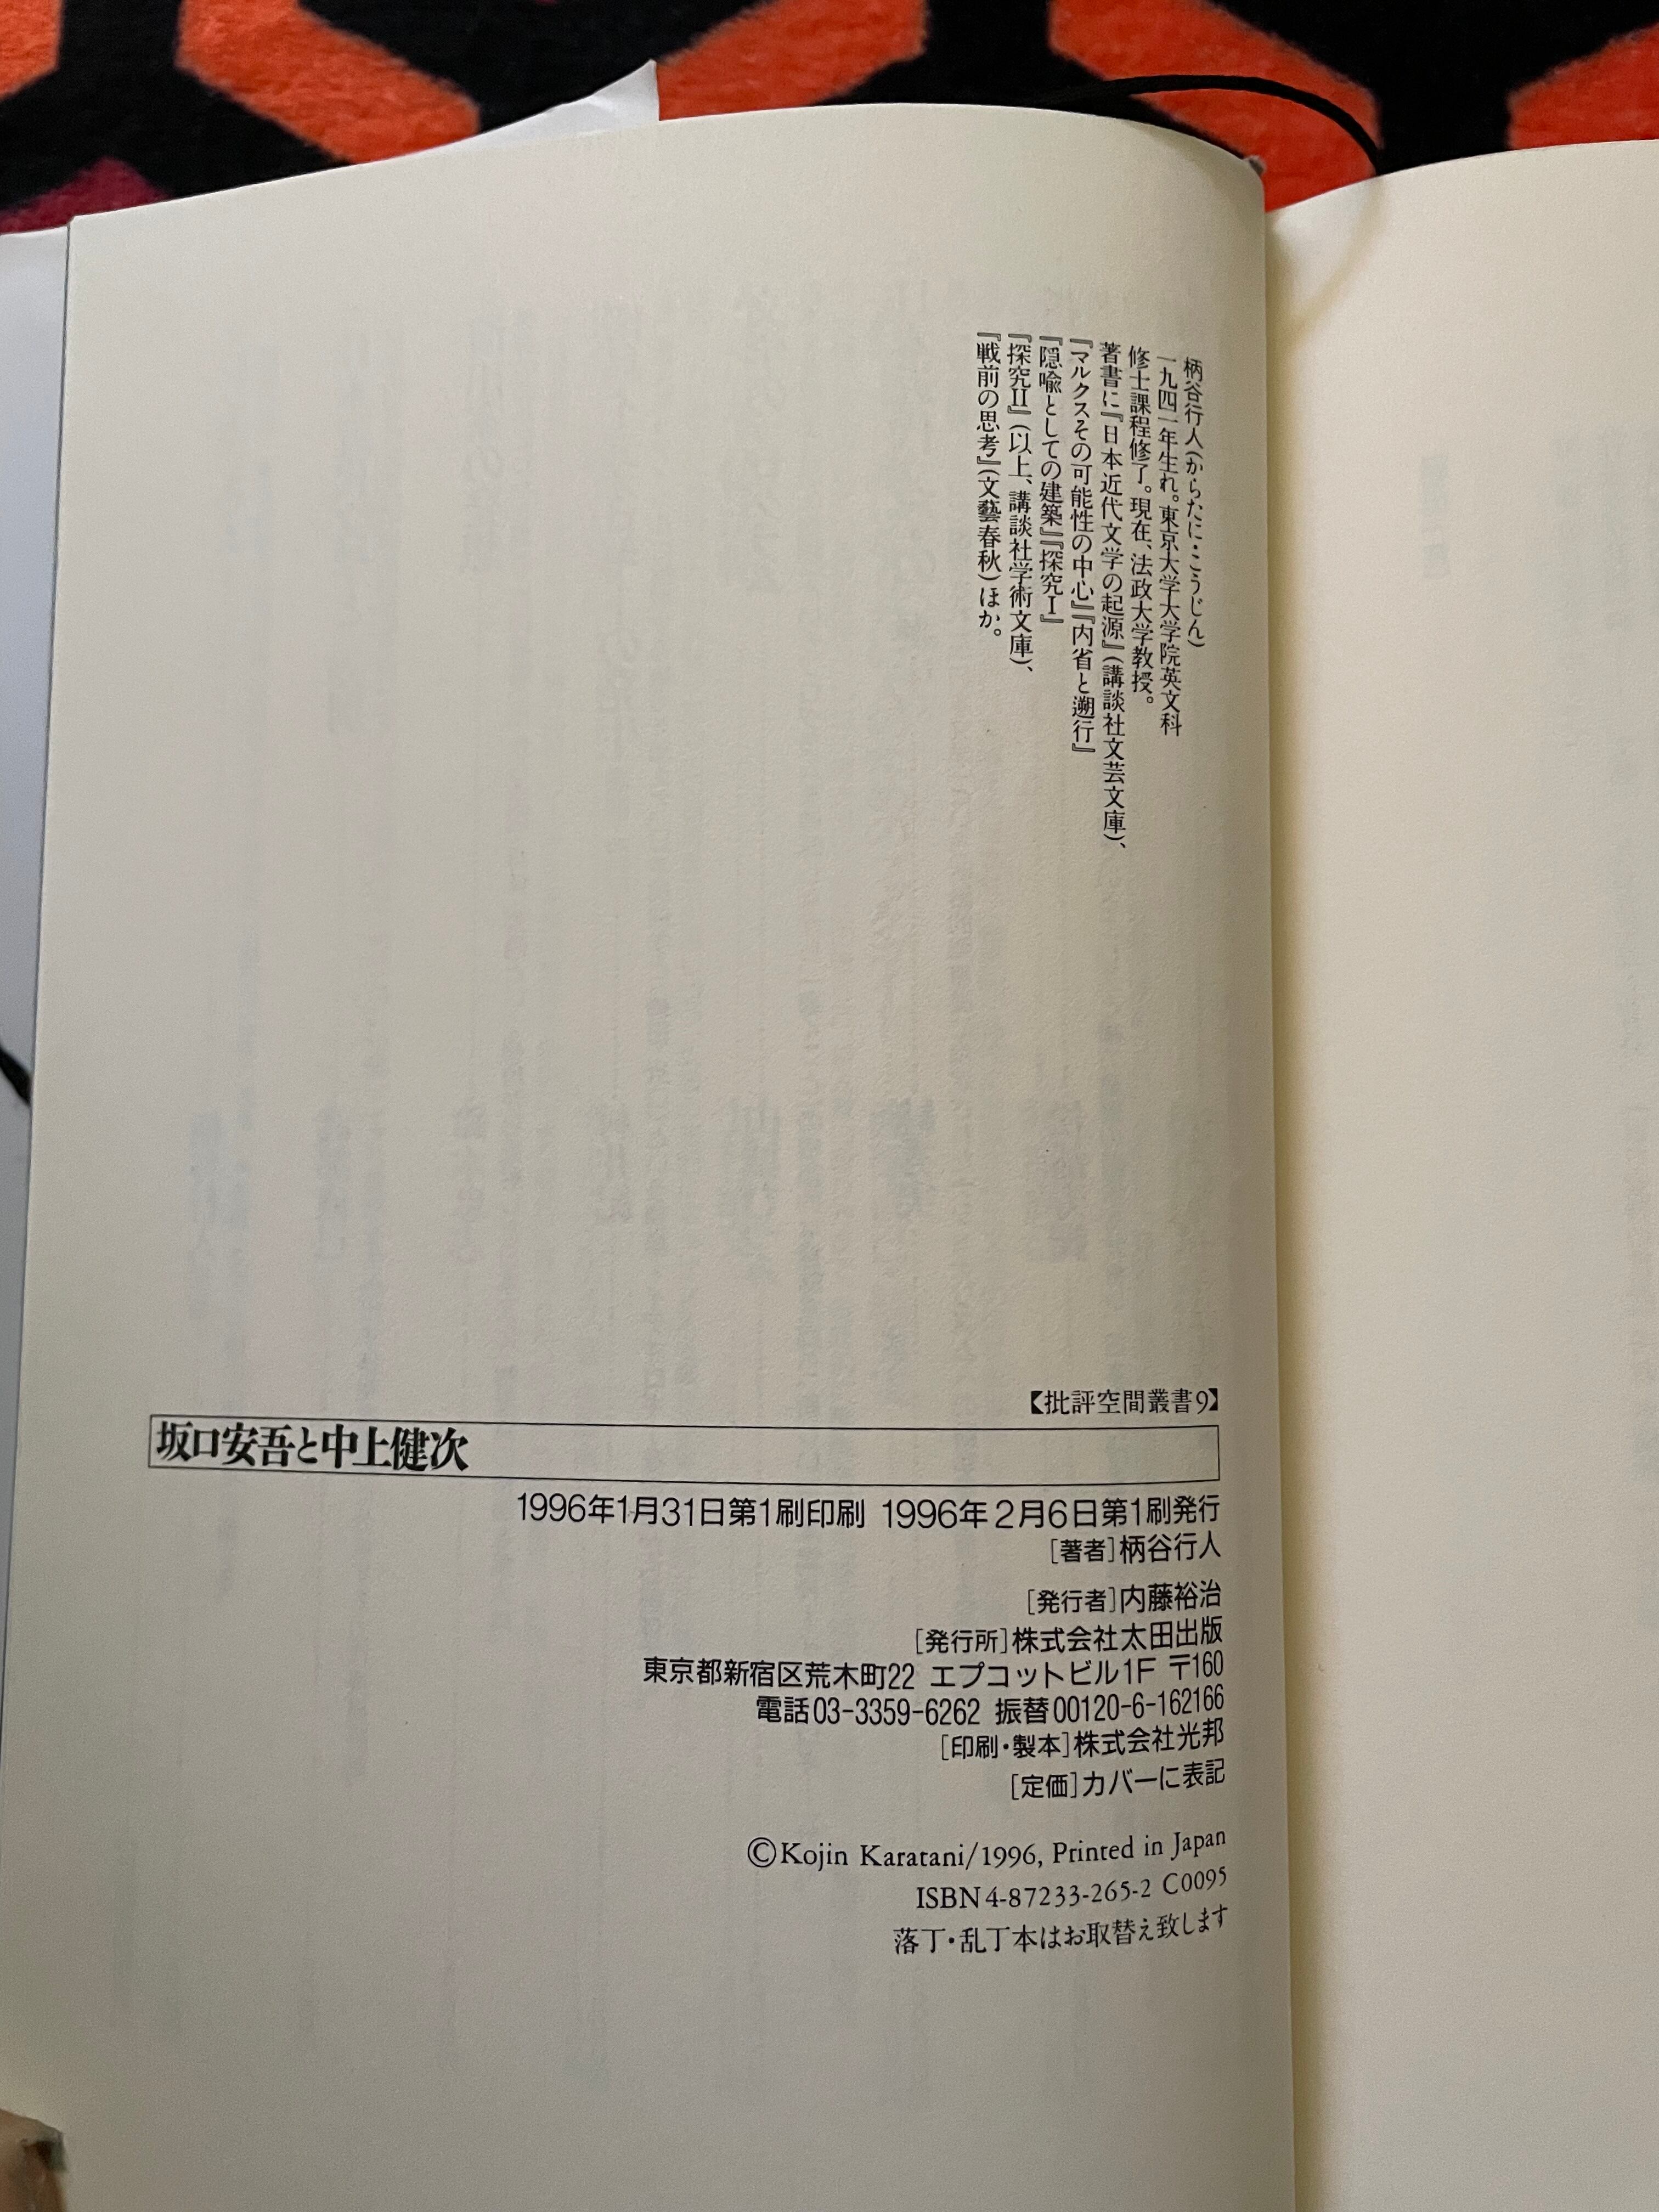 柄谷行人(からたに・こうじん)
一九四一年生れ。東京大学大学院英文科
修士課程修了。現在、法政大学教授。
著書に『日本近代文学の起源』(講談社文芸文庫)、
『マルクスその可能性の中心』『内省と遡行』
『隠喩としての建築』『探究Ⅰ』
『探究Ⅱ』(以上、講談社学術文庫)、
『戦前の思考』(文藝春秋)ほか。
【批評空間叢書9】
坂口安吾と中上健次
1996年1月31日第1刷印刷 1996年2月6日第1刷発行
[著者]柄谷行人
[発行者]内藤裕治
[発行所]株式会社太田出版
東京都新宿区荒木町22 エプコットビル1F 〒160
電話03-3359-6262 振替00120-6-162166
[印刷・製本]株式会社光邦
[定価]カバーに表記
©Kojin Karatani/1996, Printed in Japan
ISBN4-87233-265-2 C0095
落丁・乱丁本はお取替え致します